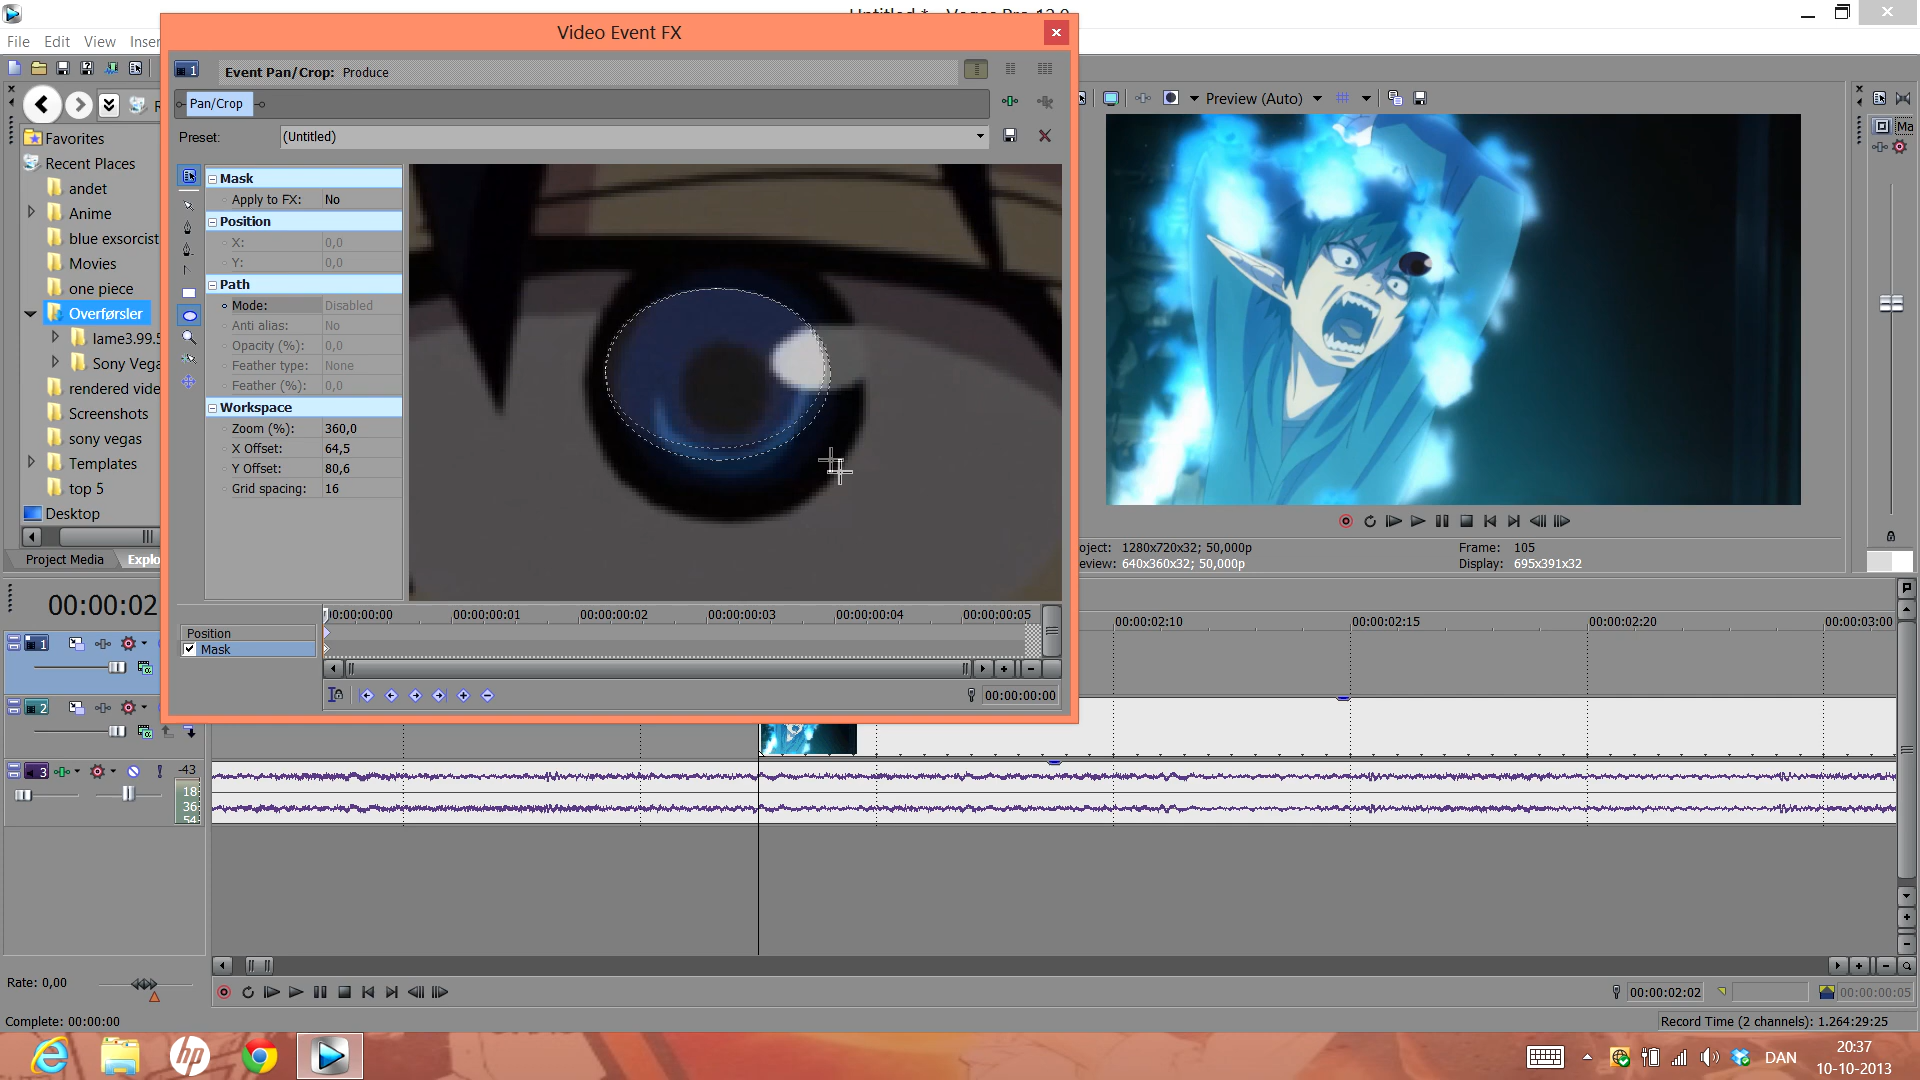 Untitled * - Vegas Pro 12.0
File Edit View Inser
Video Event FX
1 Event Pan/Crop: Produce
Pan/Crop
Preset: (Untitled)
Mask
Apply to FX: No
Position
X: 0,0
Y: 0,0
Path
Mode: Disabled
Anti alias: No
Opacity (%): 0,0
Feather type: None
Feather (%): 0,0
Workspace
Zoom (%): 360,0
X Offset: 64,5
Y Offset: 80,6
Grid spacing: 16
Favorites
Recent Places
andet
Anime
blue exsorcist
Movies
one piece
Overførsler
lame3.99.5
Sony Vega
rendered vide
Screenshots
sony vegas
Templates
top 5
Desktop
Project Media Explo
Preview (Auto)
Ma
oject: 1280x720x32; 50,000p
eview: 640x360x32; 50,000p
Frame: 105
Display: 695x391x32
00:00:00:00 00:00:00:01 00:00:00:02 00:00:00:03 00:00:00:04 00:00:00:05
Position
Mask
00:00:00:00
00:00:02
00:00:02:10 00:00:02:15 00:00:02:20 00:00:03:00
1
2
3
-43
18
36
54
Rate: 0,00
00:00:02:02
00:00:00:05
Complete: 00:00:00
Record Time (2 channels): 1.264:29:25
hp
DAN
20:37
10-10-2013